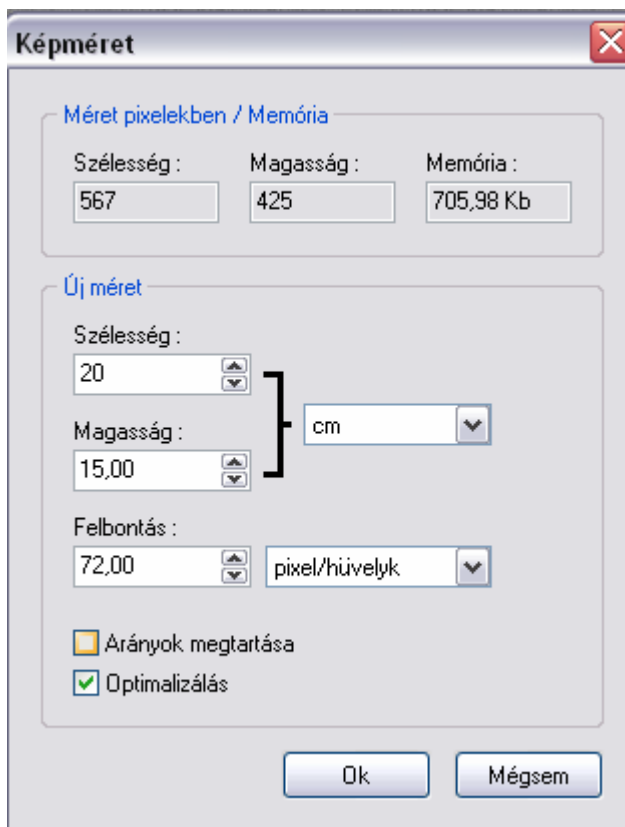 Képméret
Méret pixelekben / Memória
Szélesség : Magasság : Memória :
567 425 705,98 Kb
Új méret
Szélesség :
20
cm
Magasság :
15,00
Felbontás :
72,00 pixel/hüvelyk
Arányok megtartása
Optimalizálás
Ok Mégsem